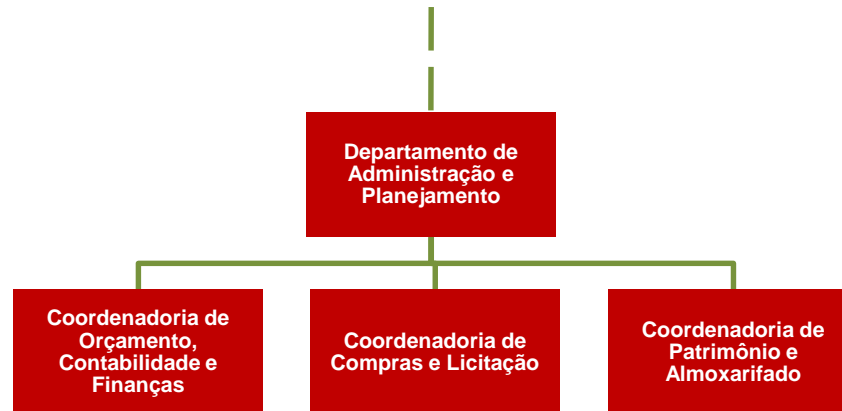 Departamento de
Administração e
Planejamento
Coordenadoria de
Orçamento,
Contabilidade e
Finanças
Coordenadoria de
Compras e Licitação
Coordenadoria de
Patrimônio e
Almoxarifado